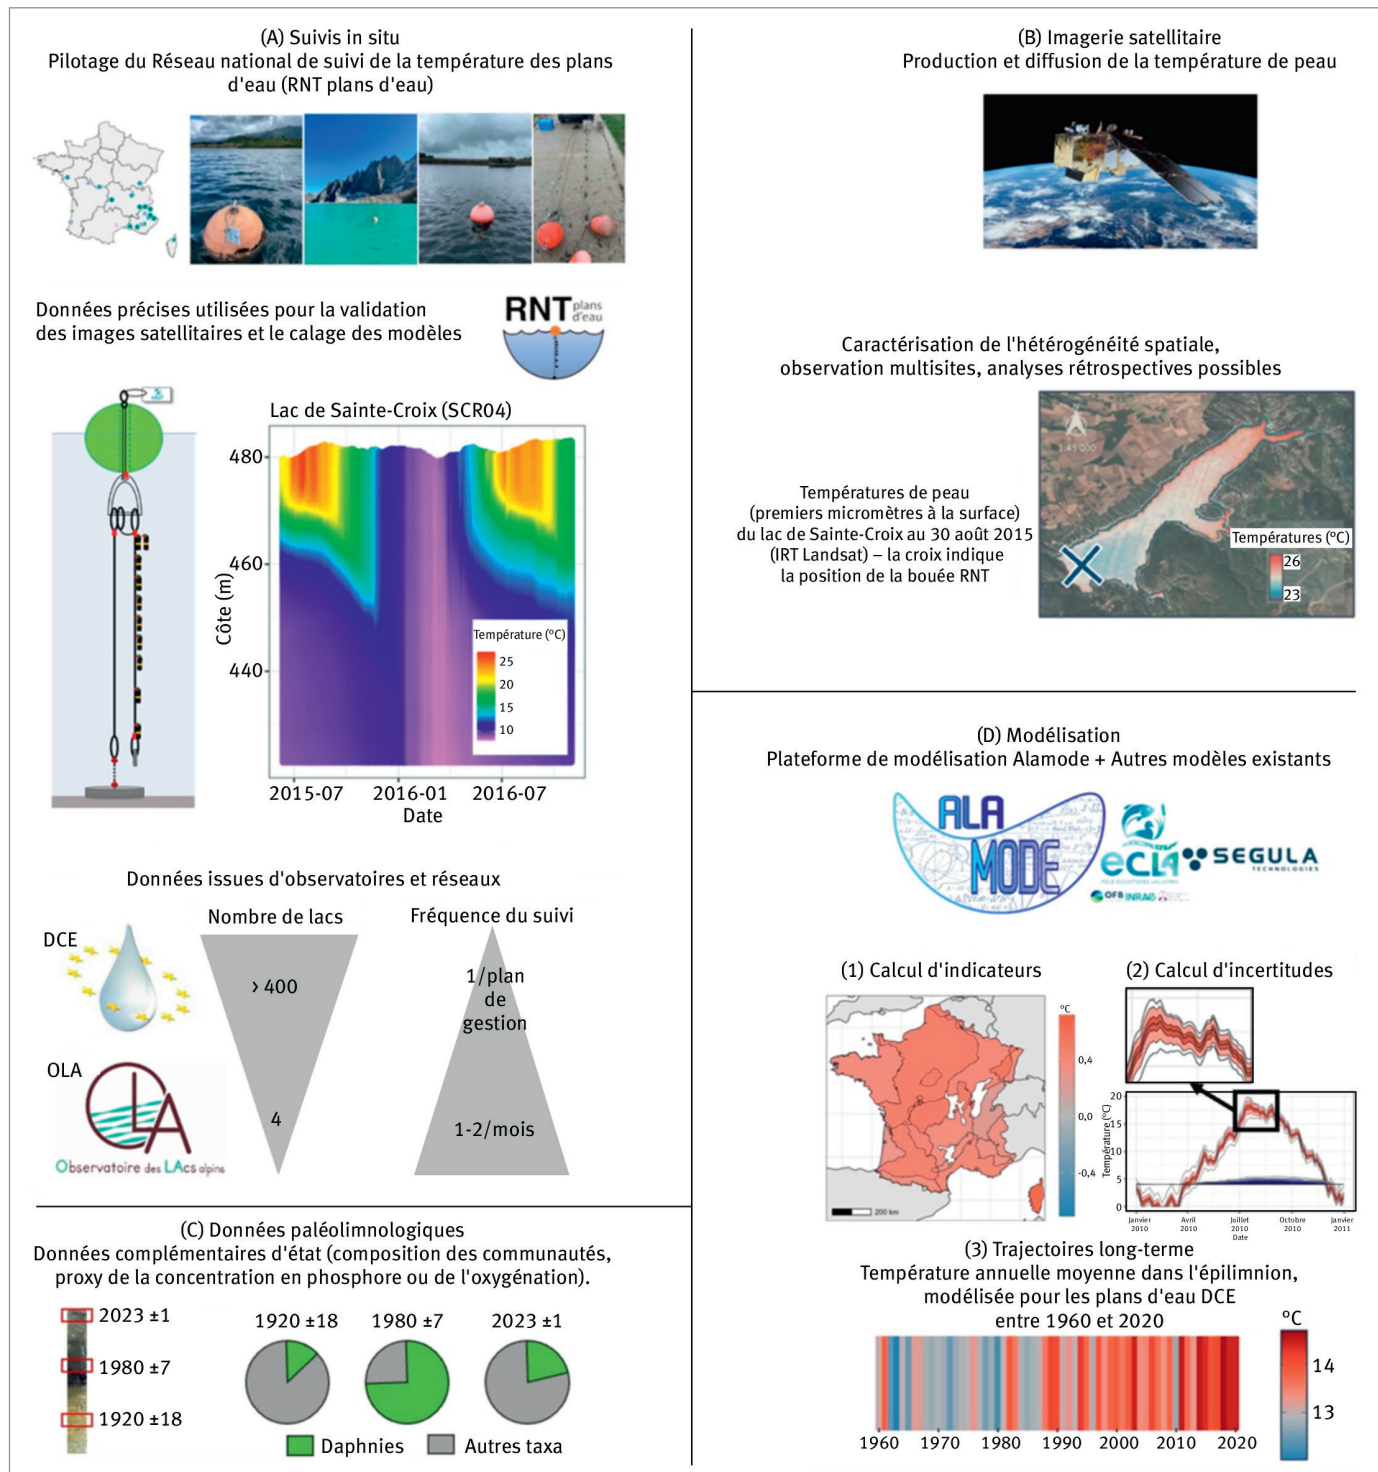 (A) Suivis in situ
Pilotage du Réseau national de suivi de la température des plans
d'eau (RNT plans d'eau)
Données précises utilisées pour la validation
des images satellitaires et le calage des modèles
RNT plans
d'eau
Lac de Sainte-Croix (SCR04)
480
460
440
Côte (m)
Température (°C)
25
20
15
10
2015-07 2016-01 2016-07
Date
Données issues d'observatoires et réseaux
Nombre de lacs
Fréquence du suivi
DCE
> 400
1/plan
de
gestion
OLA
OLA
4
1-2/mois
Observatoire des LAcs alpins
(B) Imagerie satellitaire
Production et diffusion de la température de peau
Caractérisation de l'hétérogénéité spatiale,
observation multisites, analyses rétrospectives possibles
Températures de peau
(premiers micromètres à la surface)
du lac de Sainte-Croix au 30 août 2015
(IRT Landsat) – la croix indique
la position de la bouée RNT
1:45 000
Températures (°C)
26
23
(C) Données paléolimnologiques
Données complémentaires d'état (composition des communautés,
proxy de la concentration en phosphore ou de l'oxygénation).
2023 ±1
1980 ±7
1920 ±18
1920 ±18 1980 ±7 2023 ±1
Daphnies Autres taxa
(D) Modélisation
Plateforme de modélisation Alamode + Autres modèles existants
ALA
MODE
eCLA
PÔLE ECOSYSTÈMES LACUSTRES
OFB INRAE
SEGULA
TECHNOLOGIES
(1) Calcul d'indicateurs
°C
0,4
0,0
-0,4
200 km
(2) Calcul d'incertitudes
Température (°C)
20
15
10
5
0
Janvier
2010
Avril
2010
Juillet
2010
Octobre
2010
Janvier
2011
Date
(3) Trajectoires long-terme
Température annuelle moyenne dans l'épilimnion,
modélisée pour les plans d'eau DCE
entre 1960 et 2020
°C
14
13
1960 1970 1980 1990 2000 2010 2020